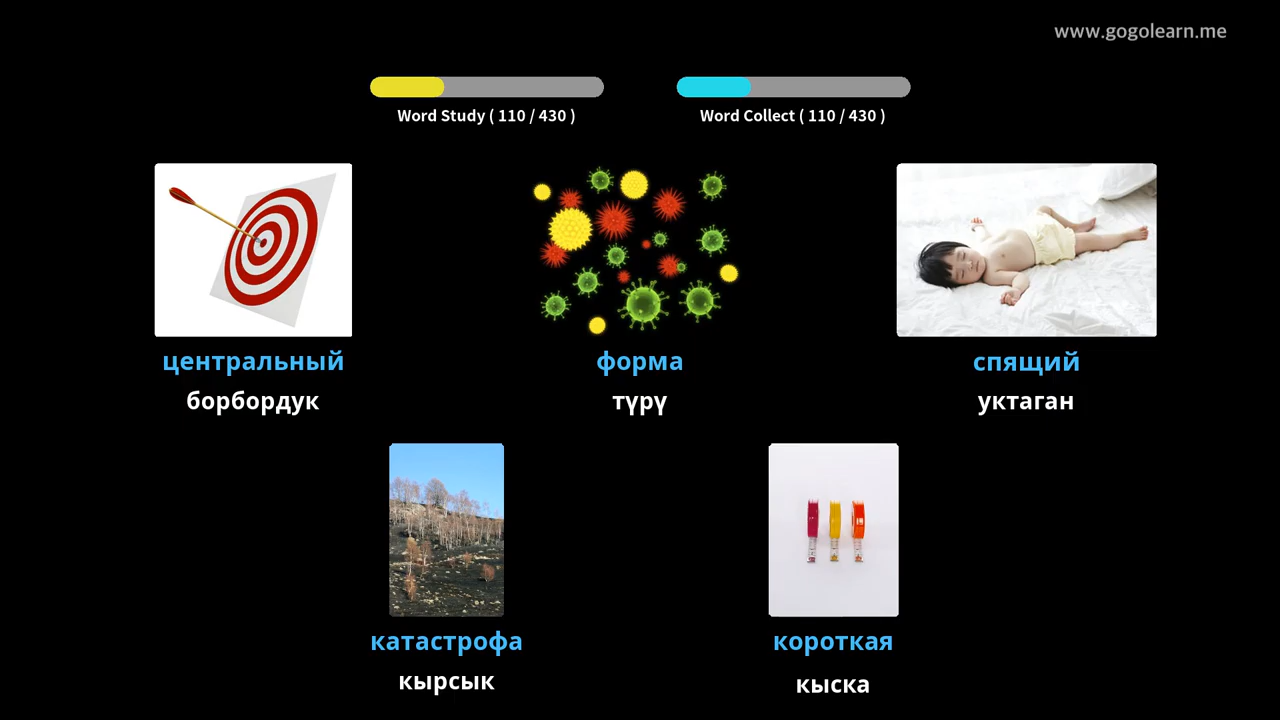 www.gogolearn.me
Word Study ( 110 / 430 )
Word Collect ( 110 / 430 )
центральный
форма
спящий
борбордук
түрү
уктаган
катастрофа
короткая
кырсык
кыска